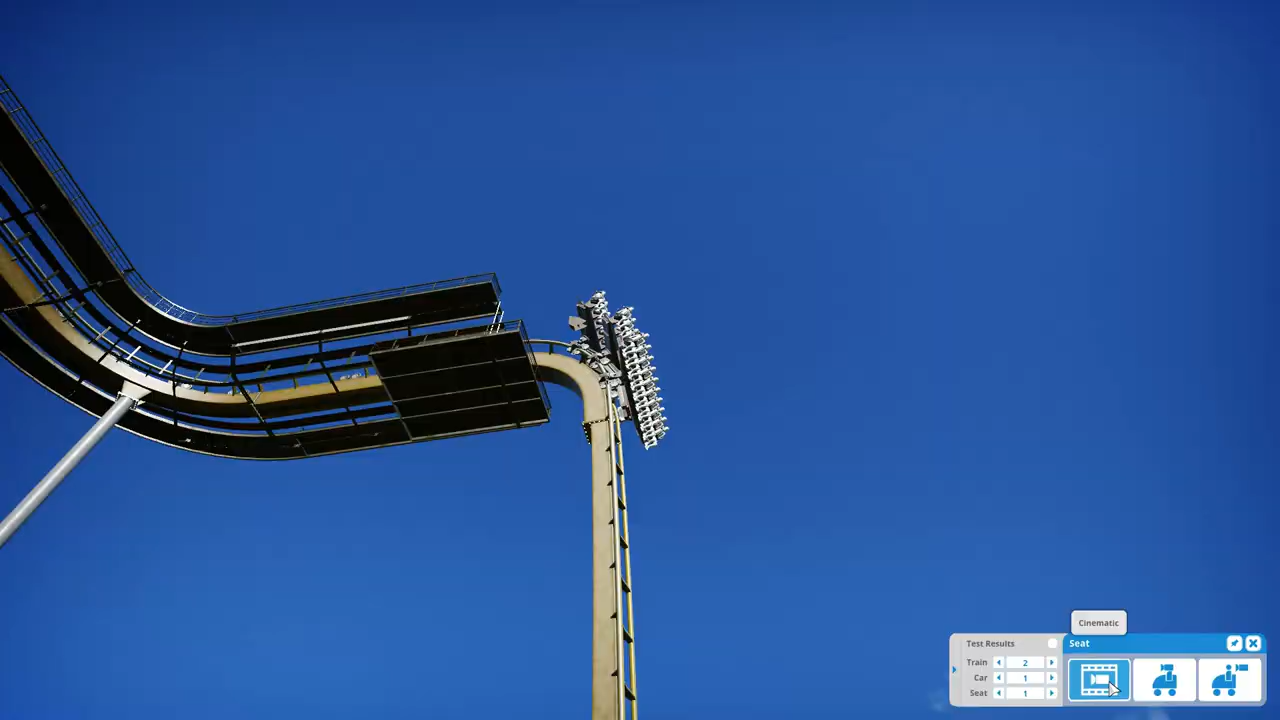 Cinematic
Test Results
Seat
Train 2
Car 1
Seat 1